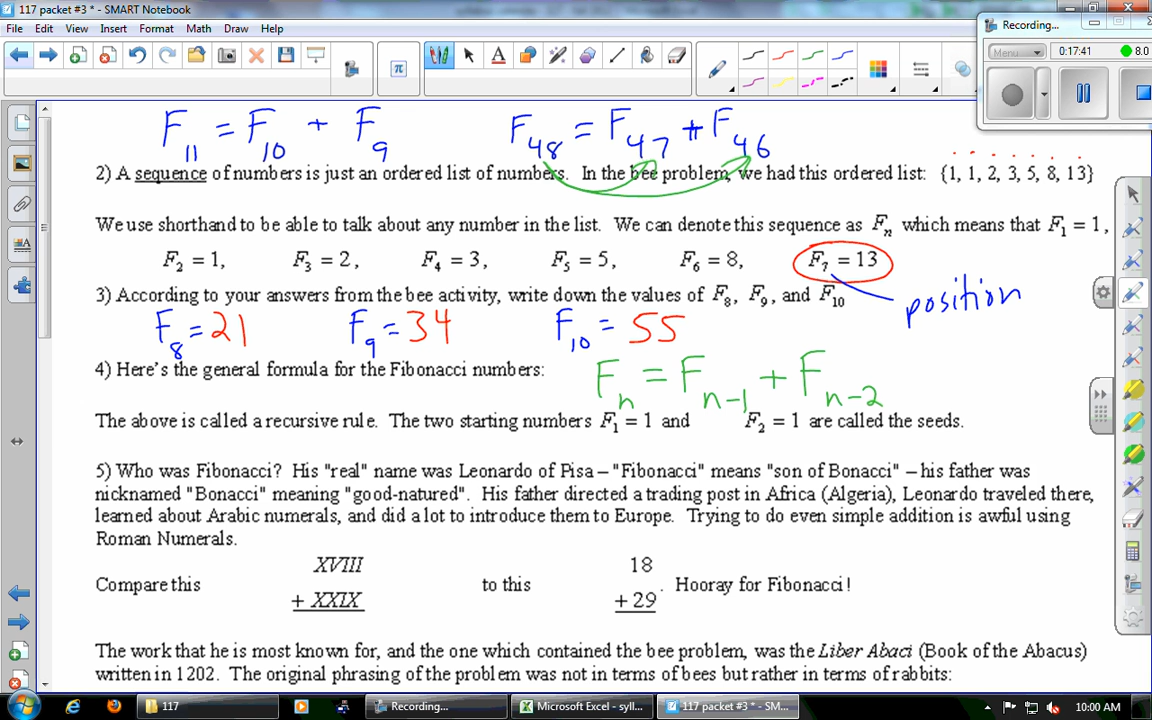 117 packet #3 * - SMART Notebook
File Edit View Insert Format Math Draw Help
Recording...
Menu
0:17:41
8.0
π
A
F11 = F10 + F9
F48 = F47 + F46
2) A sequence of numbers is just an ordered list of numbers. In the bee problem, we had this ordered list: {1, 1, 2, 3, 5, 8, 13}
We use shorthand to be able to talk about any number in the list. We can denote this sequence as Fn which means that F1 = 1,
F2 = 1, F3 = 2, F4 = 3, F5 = 5, F6 = 8, F7 = 13
3) According to your answers from the bee activity, write down the values of F8, F9, and F10
position
F8 = 21 F9 = 34 F10 = 55
4) Here's the general formula for the Fibonacci numbers:
Fn = Fn-1 + Fn-2
The above is called a recursive rule. The two starting numbers F1 = 1 and F2 = 1 are called the seeds.
5) Who was Fibonacci? His "real" name was Leonardo of Pisa – "Fibonacci" means "son of Bonacci" – his father was
nicknamed "Bonacci" meaning "good-natured". His father directed a trading post in Africa (Algeria), Leonardo traveled there,
learned about Arabic numerals, and did a lot to introduce them to Europe. Trying to do even simple addition is awful using
Roman Numerals.
XVIII 18
Compare this to this . Hooray for Fibonacci!
+ XXIX + 29
The work that he is most known for, and the one which contained the bee problem, was the Liber Abaci (Book of the Abacus)
written in 1202. The original phrasing of the problem was not in terms of bees but rather in terms of rabbits:
117
Recording...
Microsoft Excel - syll...
117 packet #3 * - SM...
10:00 AM